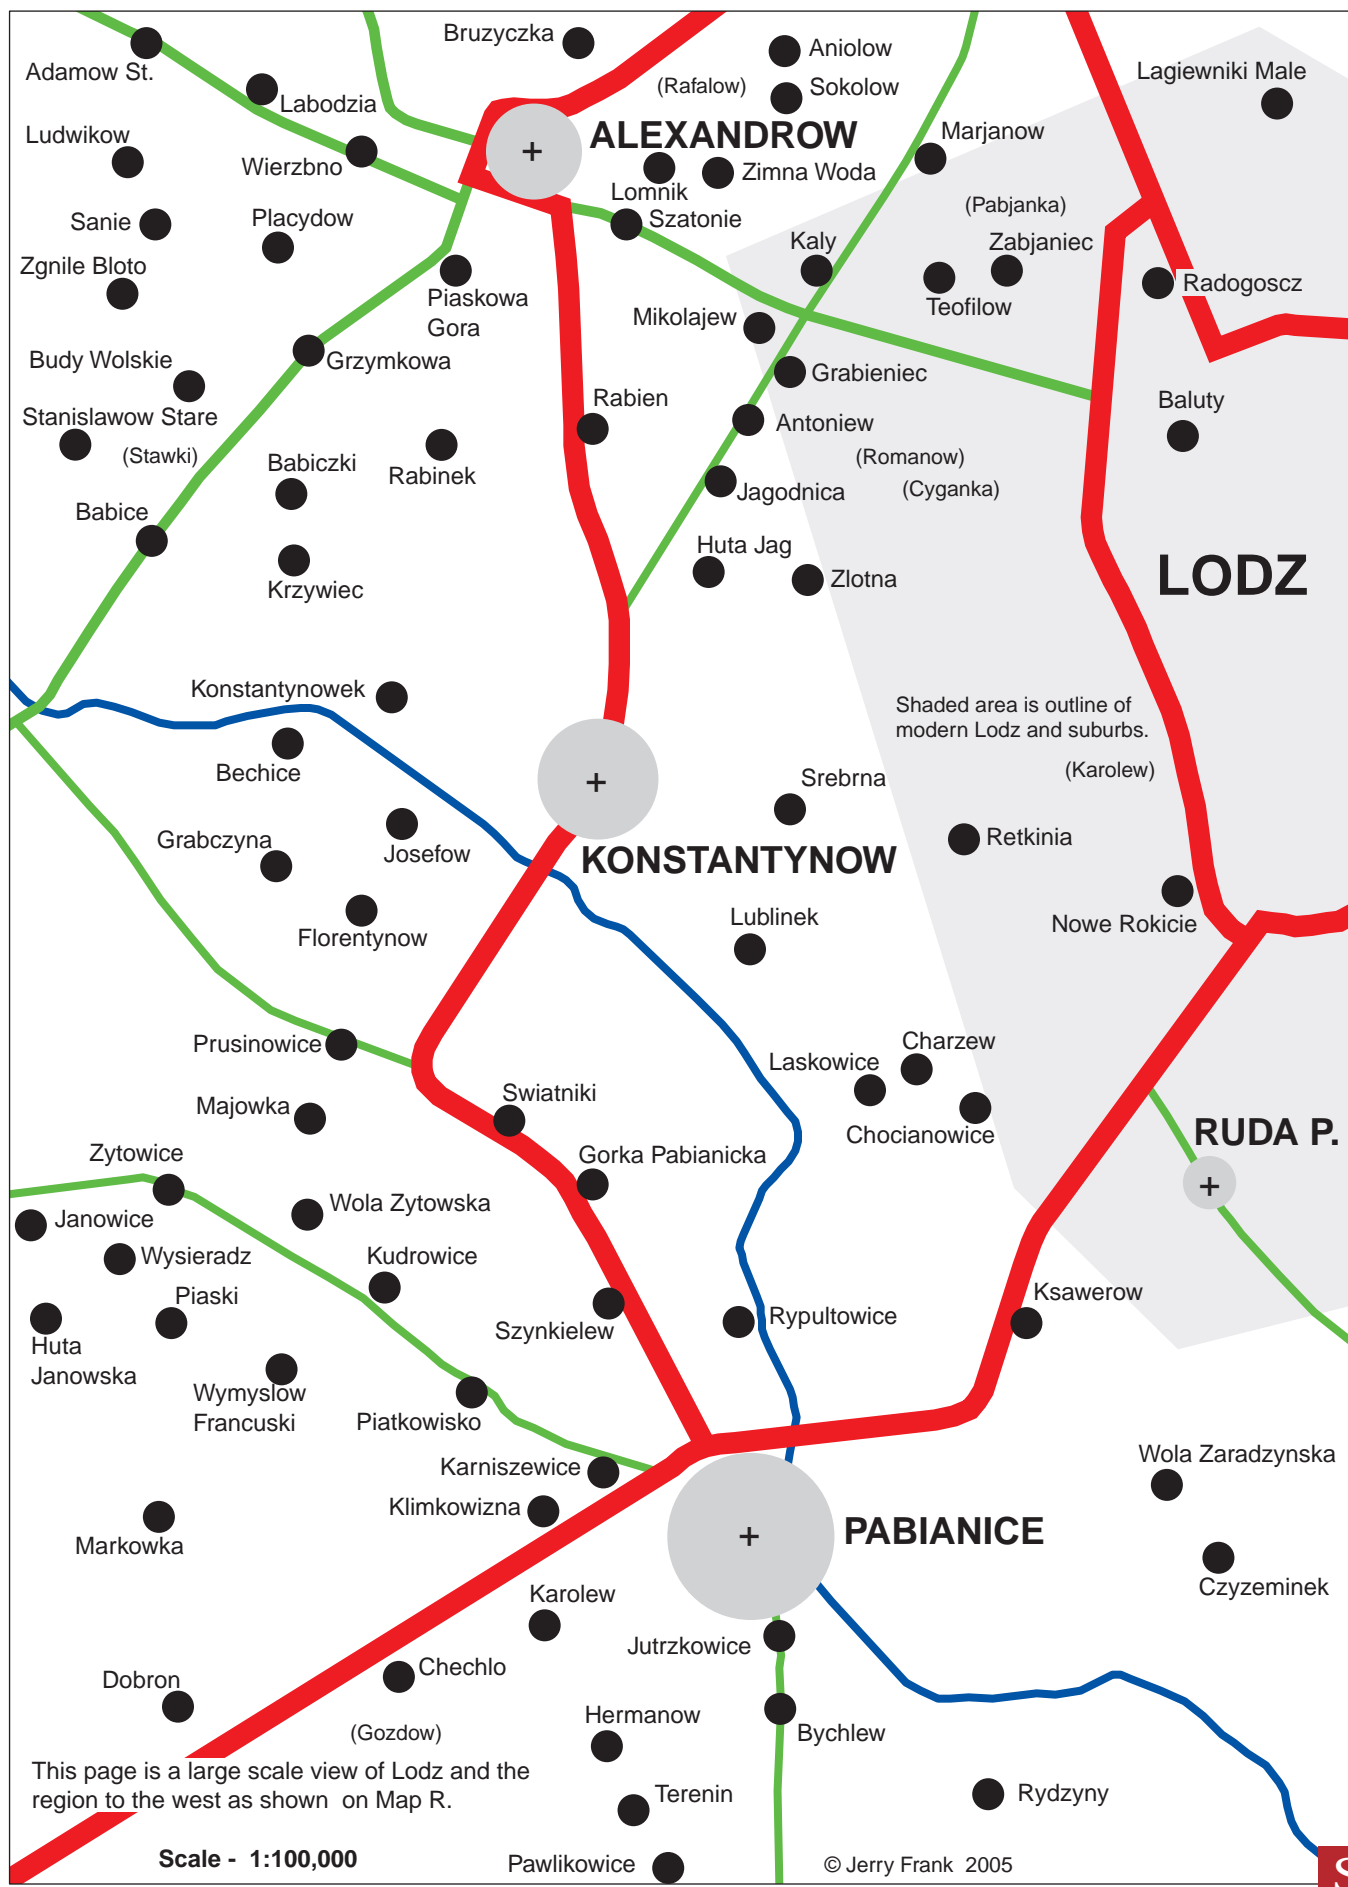 Bruzyczka
Aniolow
Adamow St.
(Rafalow)
Sokolow
Lagiewniki Male
Labodzia
ALEXANDROW
Marjanow
Ludwikow
Wierzbno
Lomnik
Zimna Woda
Sanie
Placydow
Szatonie
(Pabjanka)
Kaly
Zabjaniec
Zgnile Bloto
Piaskowa
Gora
Teofilow
Radogoscz
Mikolajew
Budy Wolskie
Grzymkowa
Grabieniec
Stanislawow Stare
Rabien
Antoniew
Baluty
(Stawki)
Babiczki
Rabinek
(Romanow)
Jagodnica
(Cyganka)
Babice
Huta Jag
Zlotna
LODZ
Krzywiec
Konstantynowek
Shaded area is outline of
modern Lodz and suburbs.
Bechice
(Karolew)
Srebrna
Grabczyna
Josefow
KONSTANTYNOW
Retkinia
Florentynow
Lublinek
Nowe Rokicie
Prusinowice
Charzew
Laskowice
Majowka
Swiatniki
Chocianowice
RUDA P.
Zytowice
Gorka Pabianicka
Janowice
Wola Zytowska
Wysieradz
Kudrowice
Piaski
Ksawerow
Huta
Janowska
Szynkielew
Rypultowice
Wymyslow
Francuski
Piatkowisko
Karniszewice
Wola Zaradzynska
Klimkowizna
Markowka
PABIANICE
Czyzeminek
Karolew
Jutrzkowice
Chechlo
Dobron
Hermanow
(Gozdow)
Bychlew
This page is a large scale view of Lodz and the
region to the west as shown  on Map R.
Terenin
Rydzyny
Scale -  1:100,000
Pawlikowice
© Jerry Frank  2005
S